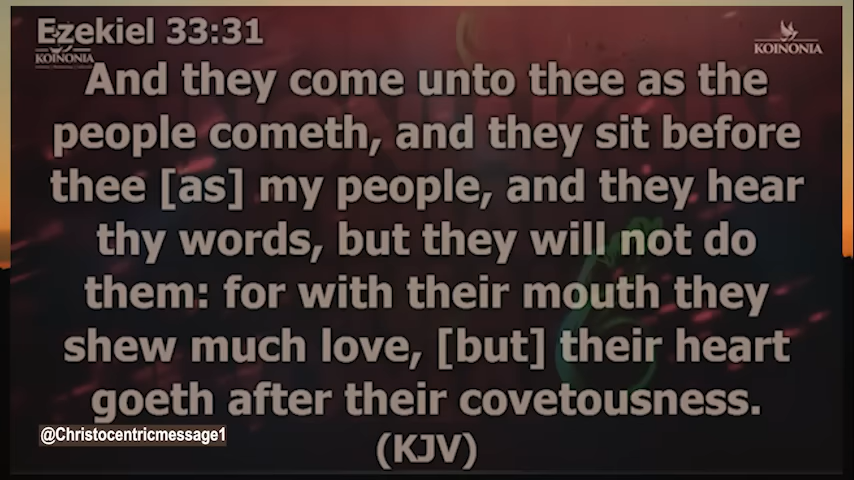 Ezekiel 33:31
KOINONIA
KOINONIA
And they come unto thee as the
people cometh, and they sit before
thee [as] my people, and they hear
thy words, but they will not do
them: for with their mouth they
shew much love, [but] their heart
goeth after their covetousness.
@Christocentricmessage1
(KJV)